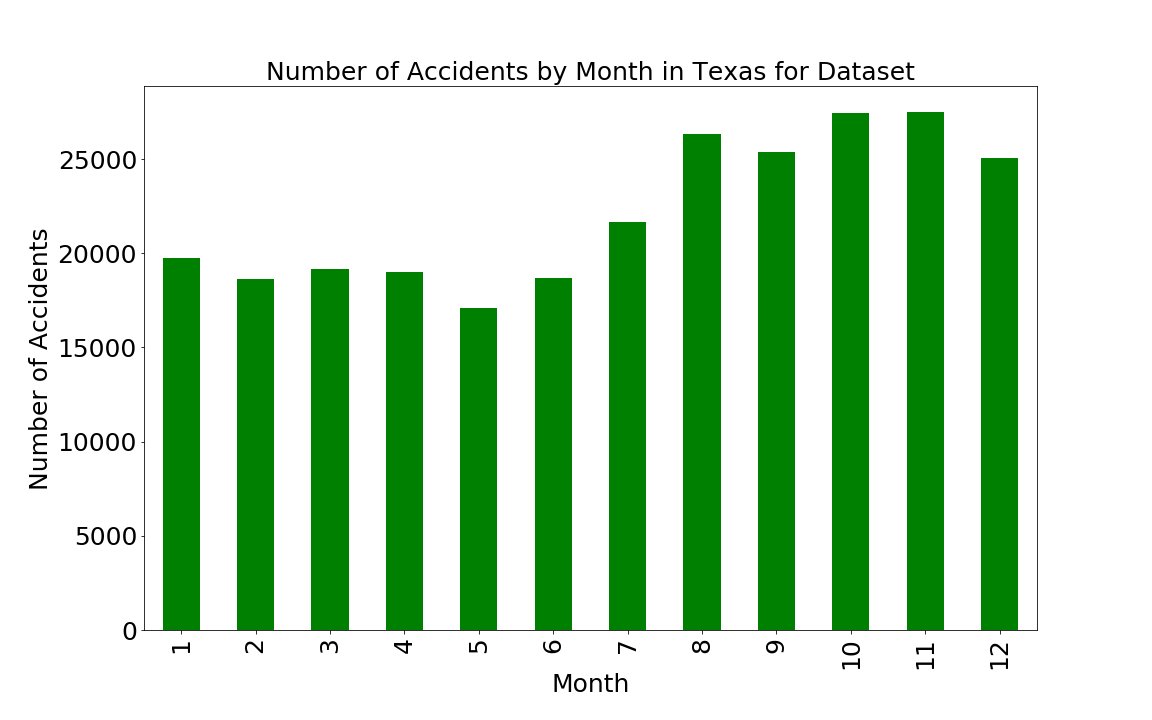 Number of Accidents by Month in Texas for Dataset
Number of Accidents
25000
20000
15000
10000
5000
0
1 2 3 4 5 6 7 8 9 10 11 12
Month